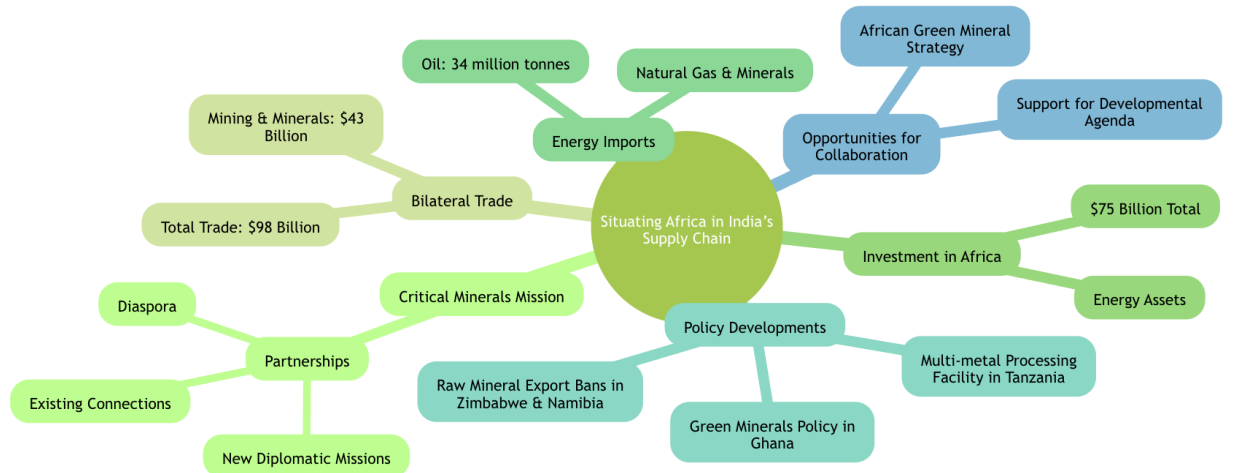 Situating Africa in India's
Supply Chain
Energy Imports
Oil: 34 million tonnes
Natural Gas & Minerals
Opportunities for
Collaboration
African Green Mineral
Strategy
Support for Developmental
Agenda
Bilateral Trade
Mining & Minerals: $43
Billion
Total Trade: $98 Billion
Investment in Africa
$75 Billion Total
Energy Assets
Critical Minerals Mission
Partnerships
Diaspora
Existing Connections
New Diplomatic Missions
Policy Developments
Raw Mineral Export Bans in
Zimbabwe & Namibia
Green Minerals Policy in
Ghana
Multi-metal Processing
Facility in Tanzania